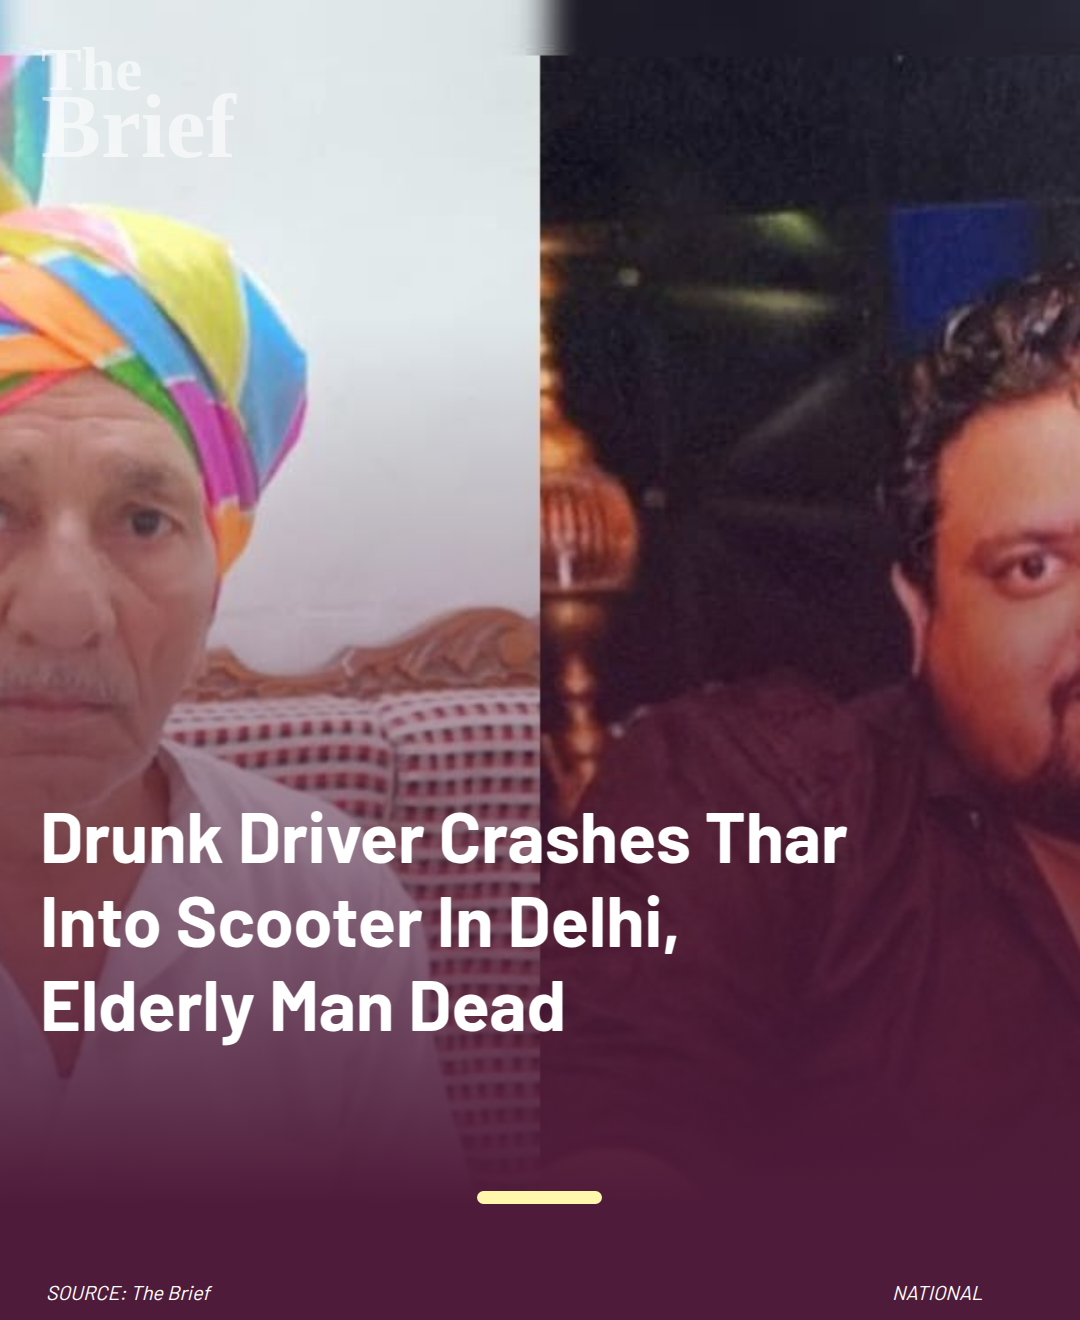 The
Brief
Drunk Driver Crashes Thar
Into Scooter In Delhi,
Elderly Man Dead
SOURCE: The Brief
NATIONAL